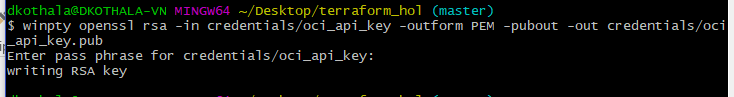 dkothala@DKOTHALA-VN MINGW64 ~/Desktop/terraform_hol (master)
$ winpty openssl rsa -in credentials/oci_api_key -outform PEM -pubout -out credentials/oci
_api_key.pub
Enter pass phrase for credentials/oci_api_key:
writing RSA key